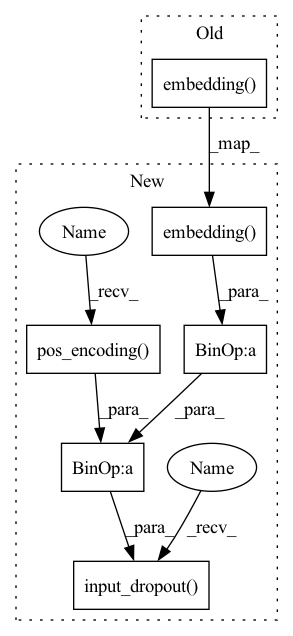 Old
embedding()
_map_
New
Name
embedding()
_recv_
_para_
pos_encoding()
BinOp:a
_para_
_para_
BinOp:a
Name
_para_
_recv_
input_dropout()